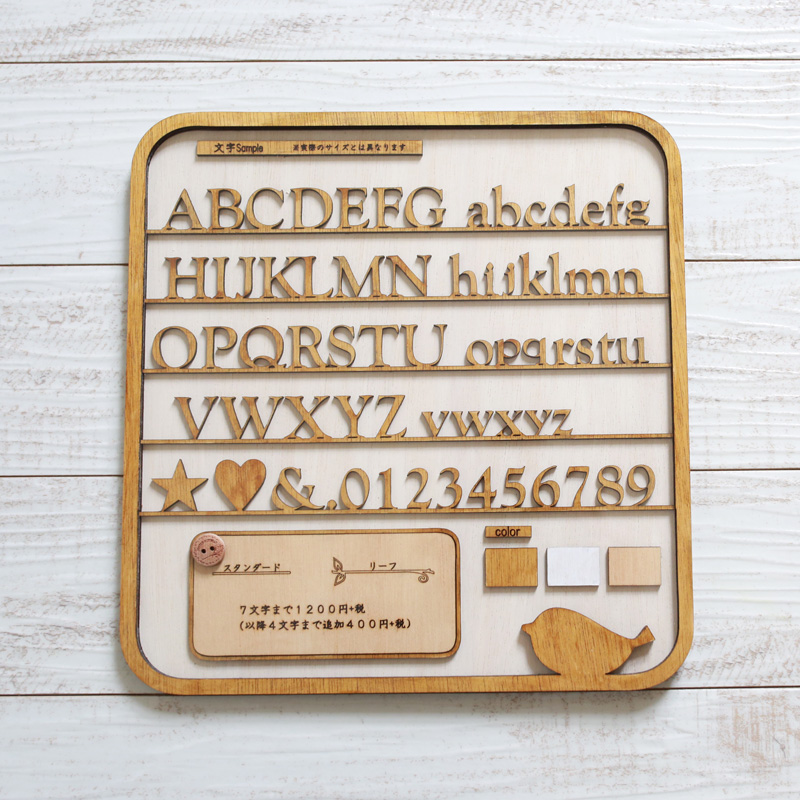 文字Sample ※実際のサイズとは異なります
ABCDEFG abcdefg
HIJKLMN hijklmn
OPQRSTU opqrstu
VWXYZ vwxyz
★♥&.0123456789
color
スタンダード リーフ
7文字まで1200円+税
(以降4文字まで追加400円+税)